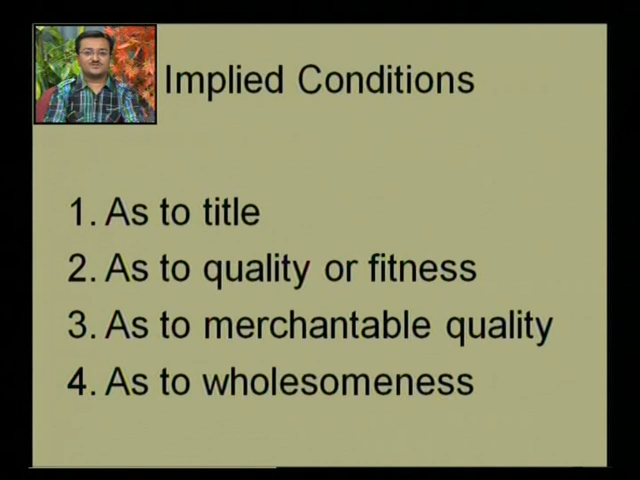 Implied Conditions
1. As to title
2. As to quality or fitness
3. As to merchantable quality
4. As to wholesomeness